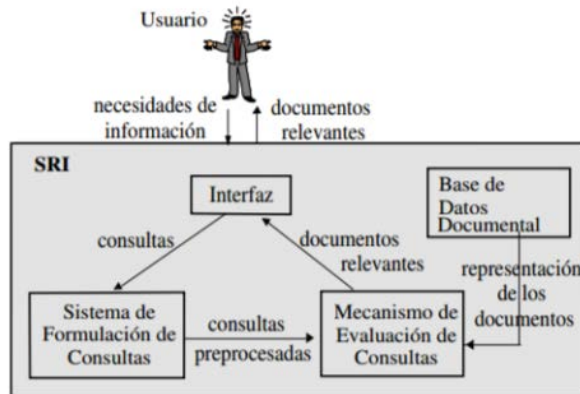 Usuario
necesidades de
información
documentos
relevantes
SRI
Interfaz
Base de
Datos
Documental
consultas
documentos
relevantes
representación
de los
documentos
Sistema de
Formulación de
Consultas
consultas
preprocesadas
Mecanismo de
Evaluación de
Consultas